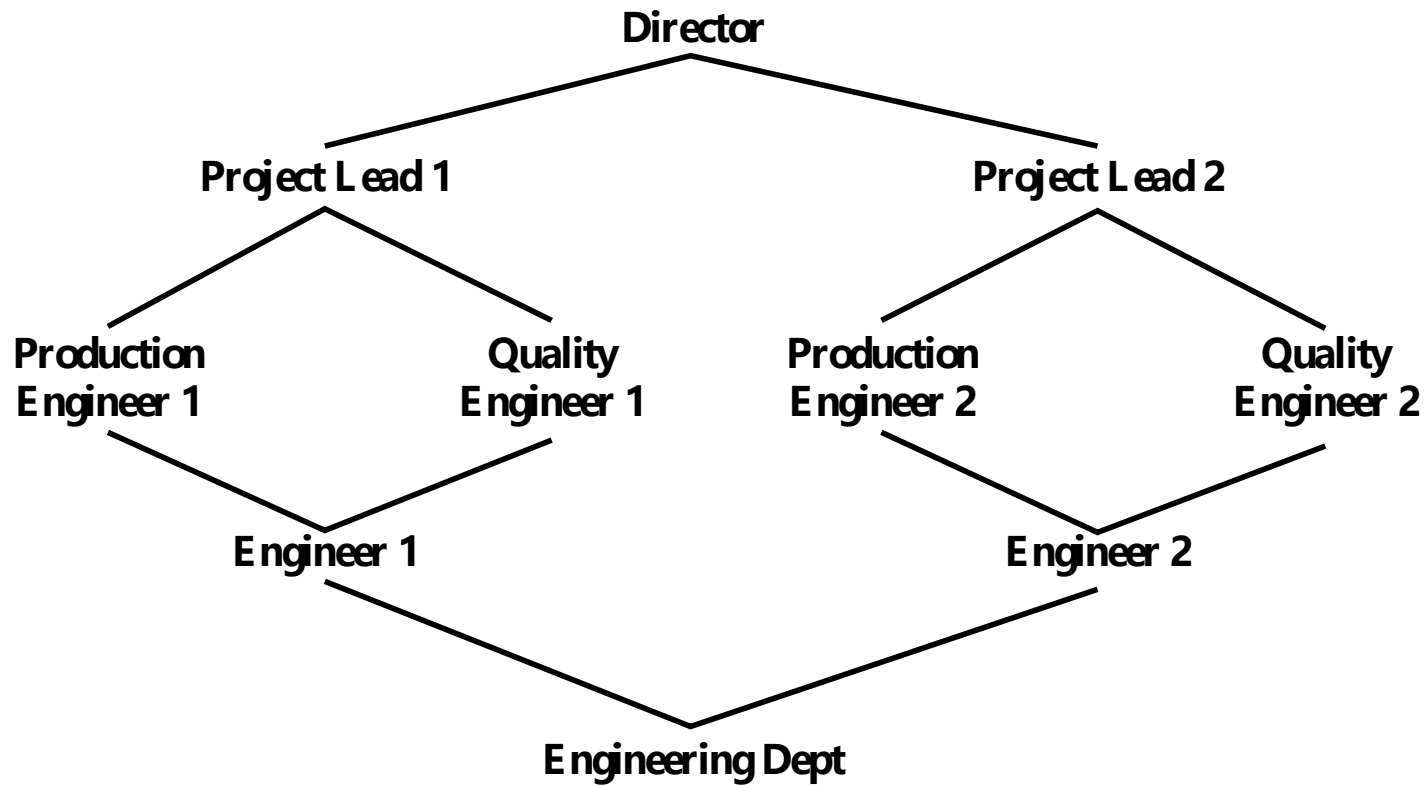 Director
Project Lead 1
Project Lead 2
Production
Engineer 1
Quality
Engineer 1
Production
Engineer 2
Quality
Engineer 2
Engineer 1
Engineer 2
Engineering Dept